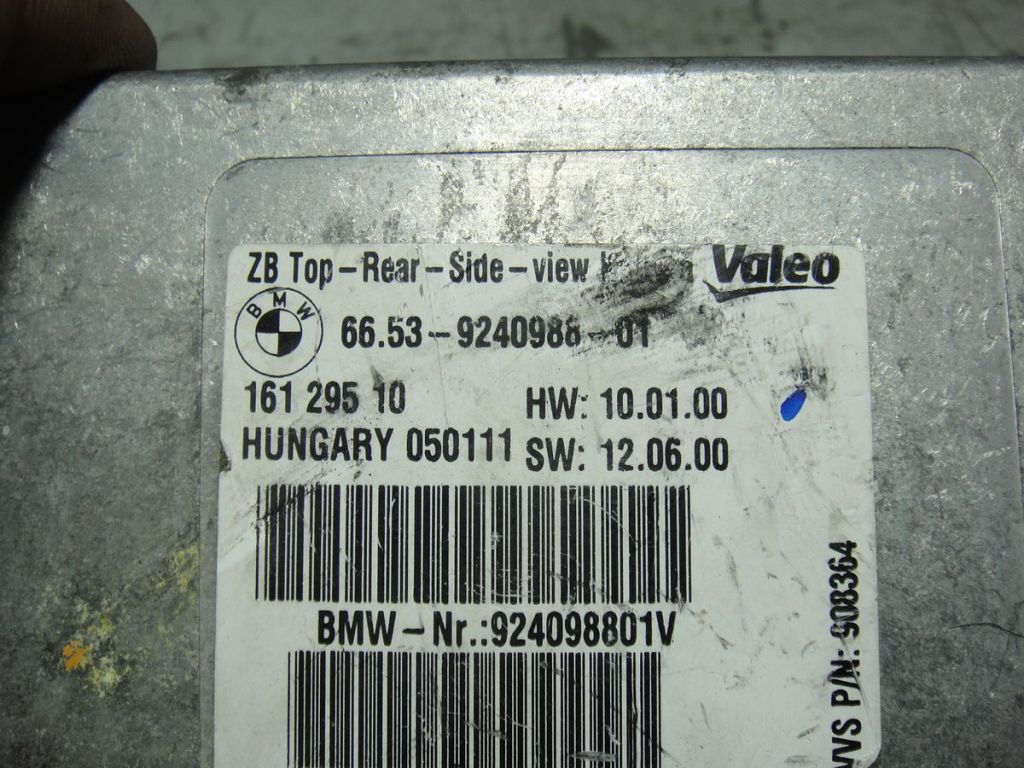 ZB Top-Rear-Side-view
Valeo
BMW
66.53-9240988-01
161 295 10
HW: 10.01.00
HUNGARY 050111
SW: 12.06.00
BMW-Nr.:924098801V
VVS P/N: 908364